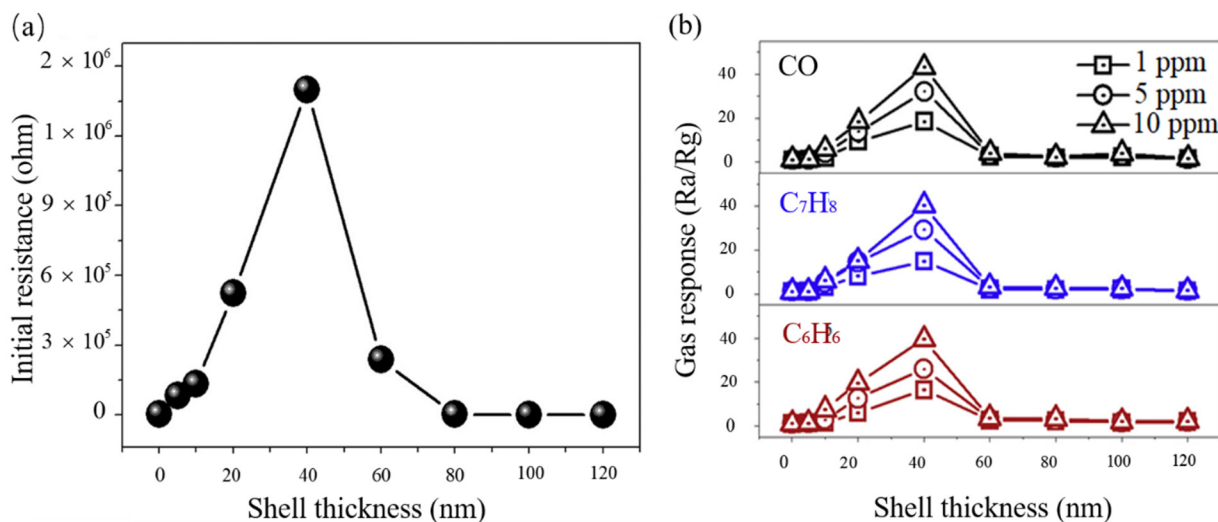 (a)
Initial resistance (ohm)
2 × 10⁶
1 × 10⁶
9 × 10⁵
6 × 10⁵
3 × 10⁵
0
0 20 40 60 80 100 120
Shell thickness (nm)
(b)
Gas response (Ra/Rg)
CO
1 ppm
5 ppm
10 ppm
40
20
0
C₇H₈
40
20
0
C₆H₆
40
20
0
0 20 40 60 80 100 120
Shell thickness (nm)